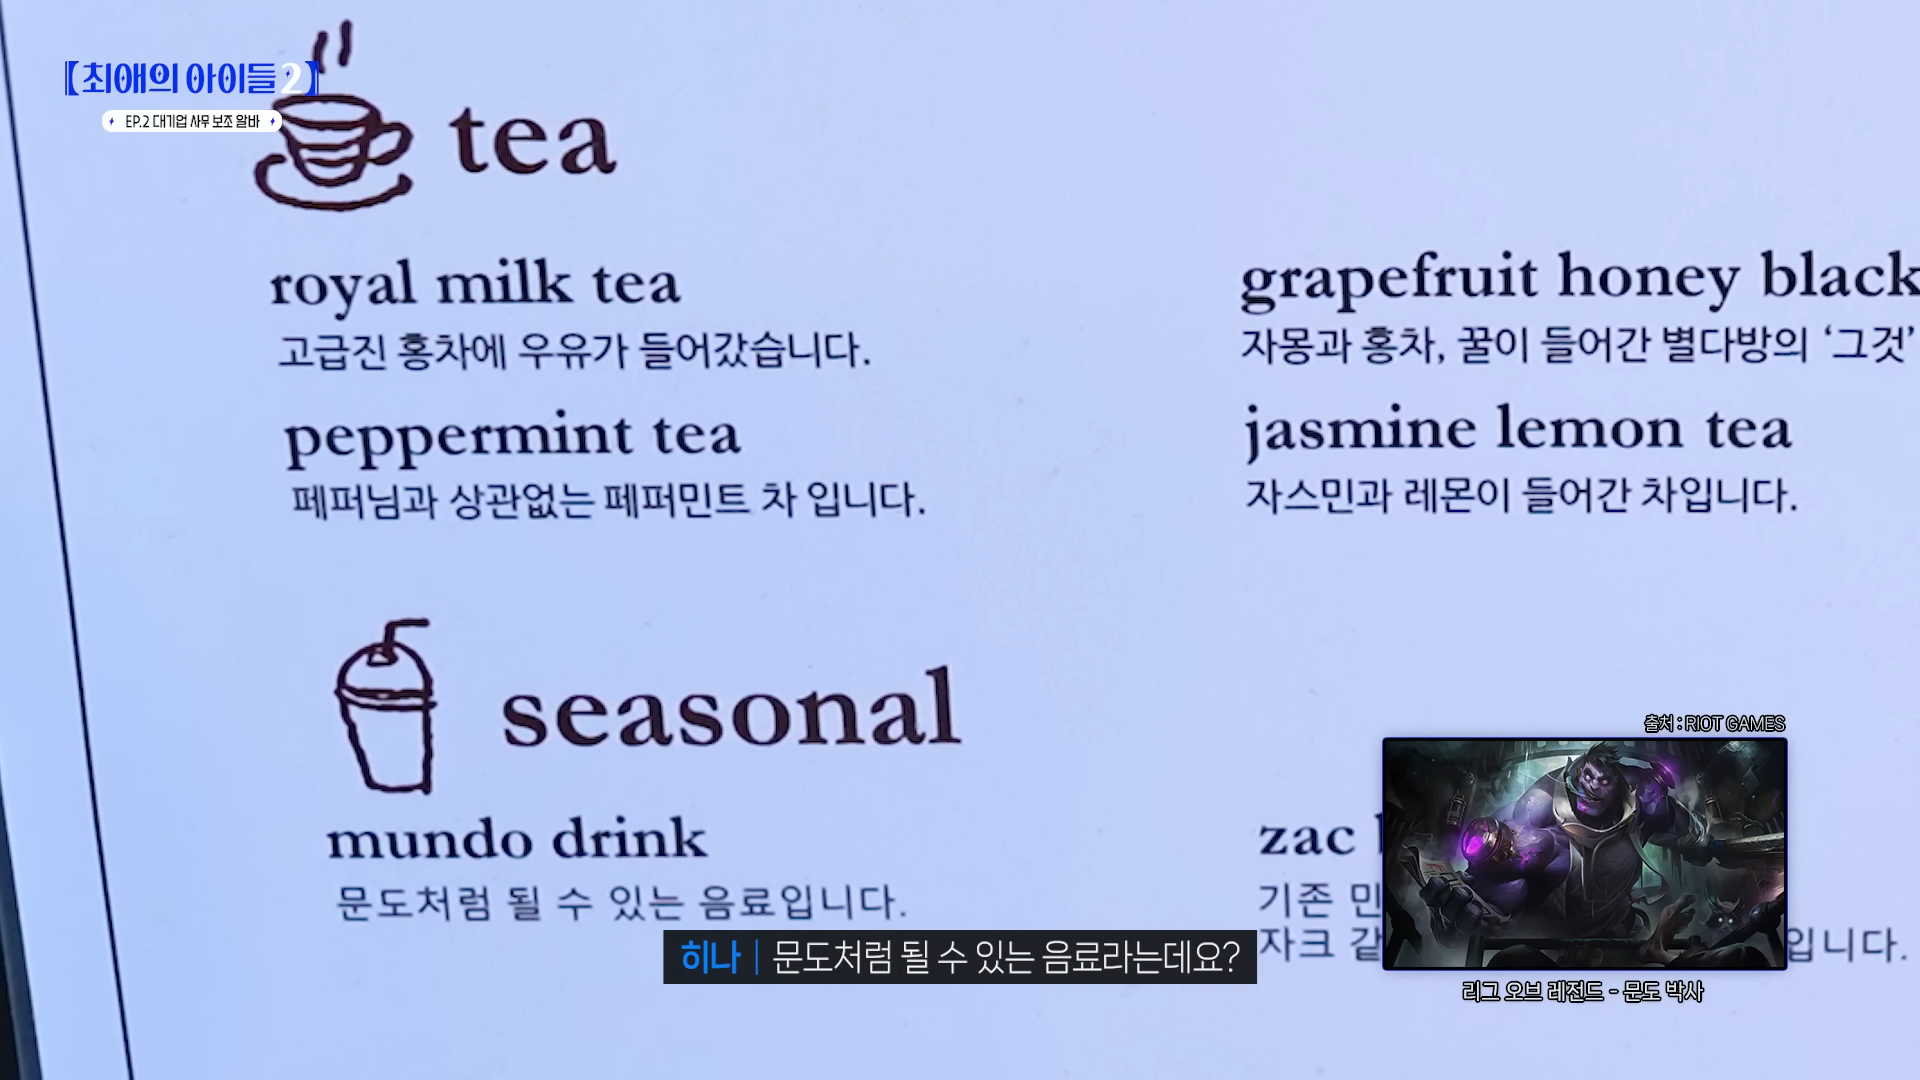 【최애의 아이들2】
EP.2 대기업 사무 보조 알바
tea
royal milk tea
고급진 홍차에 우유가 들어갔습니다.
grapefruit honey black
자몽과 홍차, 꿀이 들어간 별다방의 ‘그것’
peppermint tea
페퍼님과 상관없는 페퍼민트 차 입니다.
jasmine lemon tea
자스민과 레몬이 들어간 차입니다.
seasonal
출처 : RIOT GAMES
mundo drink
문도처럼 될 수 있는 음료입니다.
zac
기존 민
자크 같 입니다.
히나 | 문도처럼 될 수 있는 음료라는데요?
리그 오브 레전드 - 문도 박사